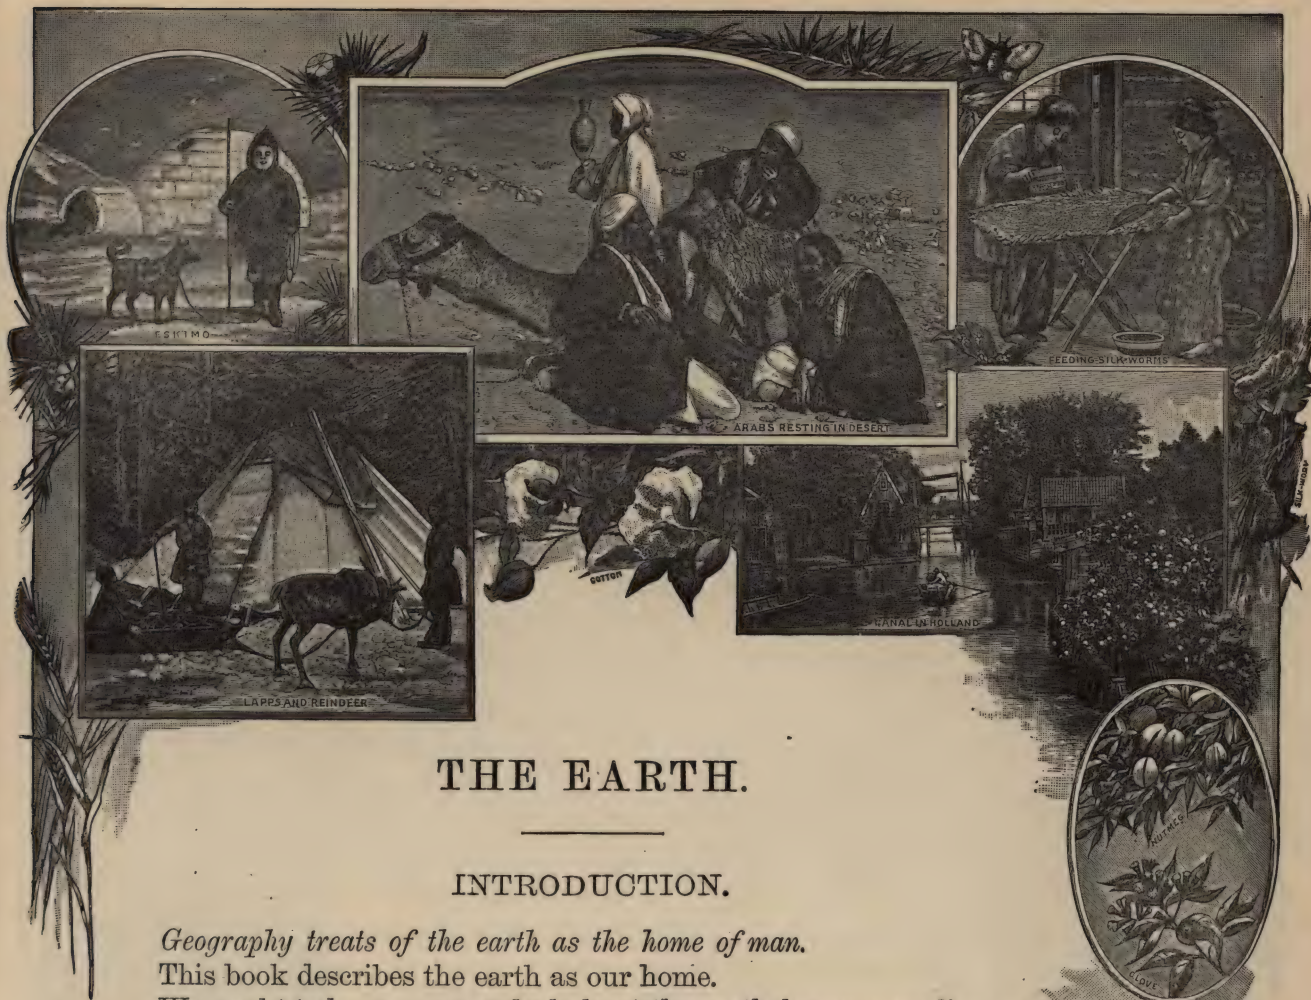 ESKIMO
ARABS RESTING IN DESERT
FEEDING SILK-WORMS
LAPPS AND REINDEER
COTTON
CANAL IN HOLLAND
NUTMEG
CLOVE
THE EARTH.
INTRODUCTION.
Geography treats of the earth as the home of man.
This book describes the earth as our home.